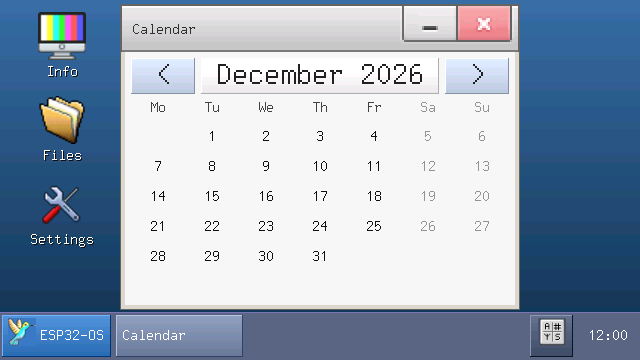 Info
Files
Settings
Calendar
December 2026
Mo Tu We Th Fr Sa Su
1 2 3 4 5 6
7 8 9 10 11 12 13
14 15 16 17 18 19 20
21 22 23 24 25 26 27
28 29 30 31
ESP32-OS
Calendar
A#
TS
12:00